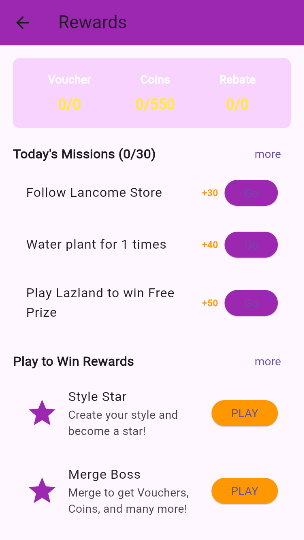 Rewards
Voucher Coins Rebate
0/0 0/550 0/0
Today's Missions (0/30) more
Follow Lancome Store +30
Water plant for 1 times +40
Play Lazland to win Free +50
Prize
Play to Win Rewards more
Style Star
Create your style and PLAY
become a star!
Merge Boss
Merge to get Vouchers, PLAY
Coins, and many more!